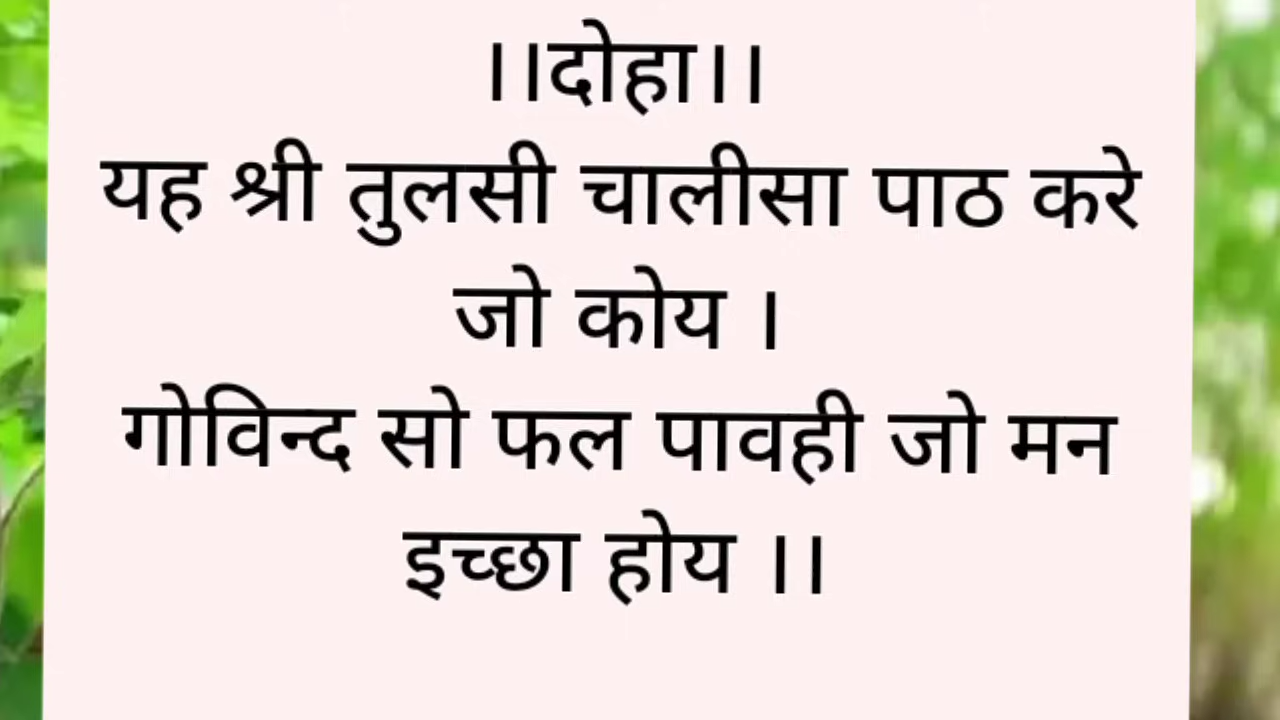 ।।दोहा।।
यह श्री तुलसी चालीसा पाठ करे
जो कोय ।
गोविन्द सो फल पावही जो मन
इच्छा होय ।।